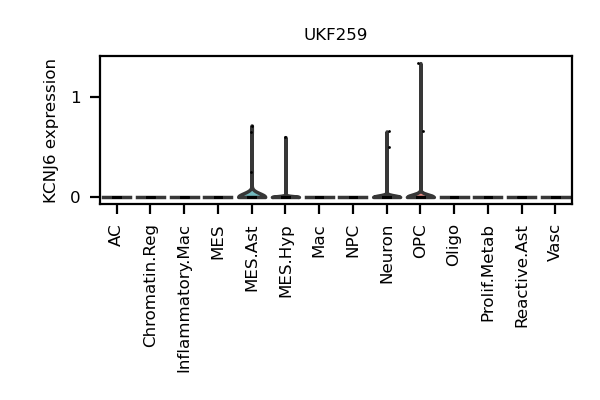 UKF259
KCNJ6 expression
1
0
AC
Chromatin.Reg
Inflammatory.Mac
MES
MES.Ast
MES.Hyp
Mac
NPC
Neuron
OPC
Oligo
Prolif.Metab
Reactive.Ast
Vasc